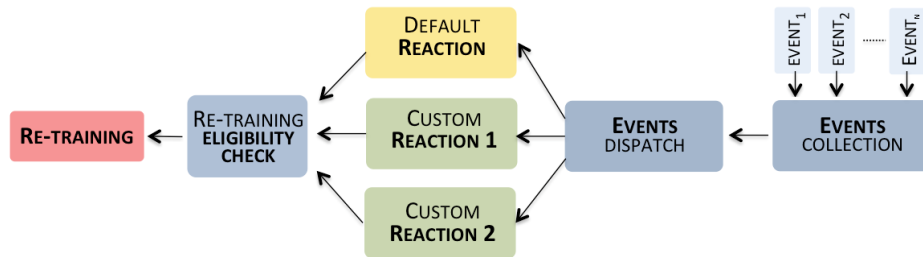 DEFAULT
REACTION
EVENT1
EVENT2
EVENTN
RE-TRAINING
RE-TRAINING
ELIGIBILITY
CHECK
CUSTOM
REACTION 1
EVENTS
DISPATCH
EVENTS
COLLECTION
CUSTOM
REACTION 2